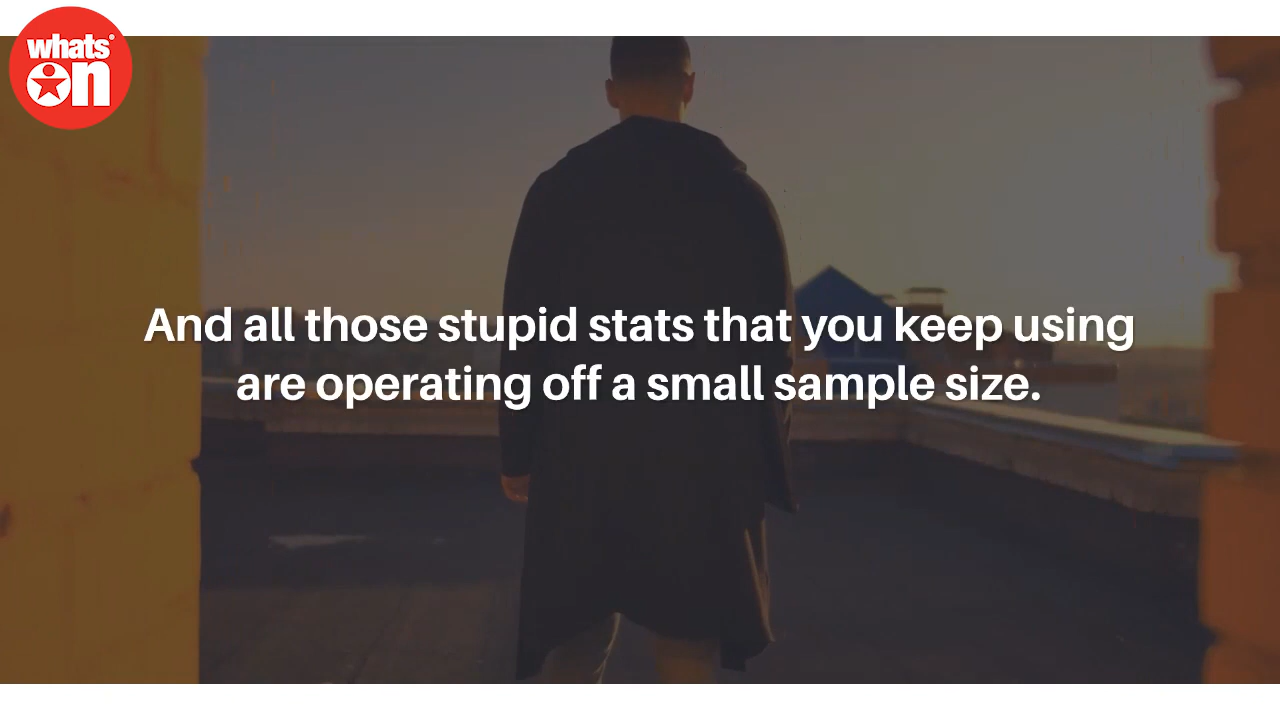 whats
on
And all those stupid stats that you keep using
are operating off a small sample size.